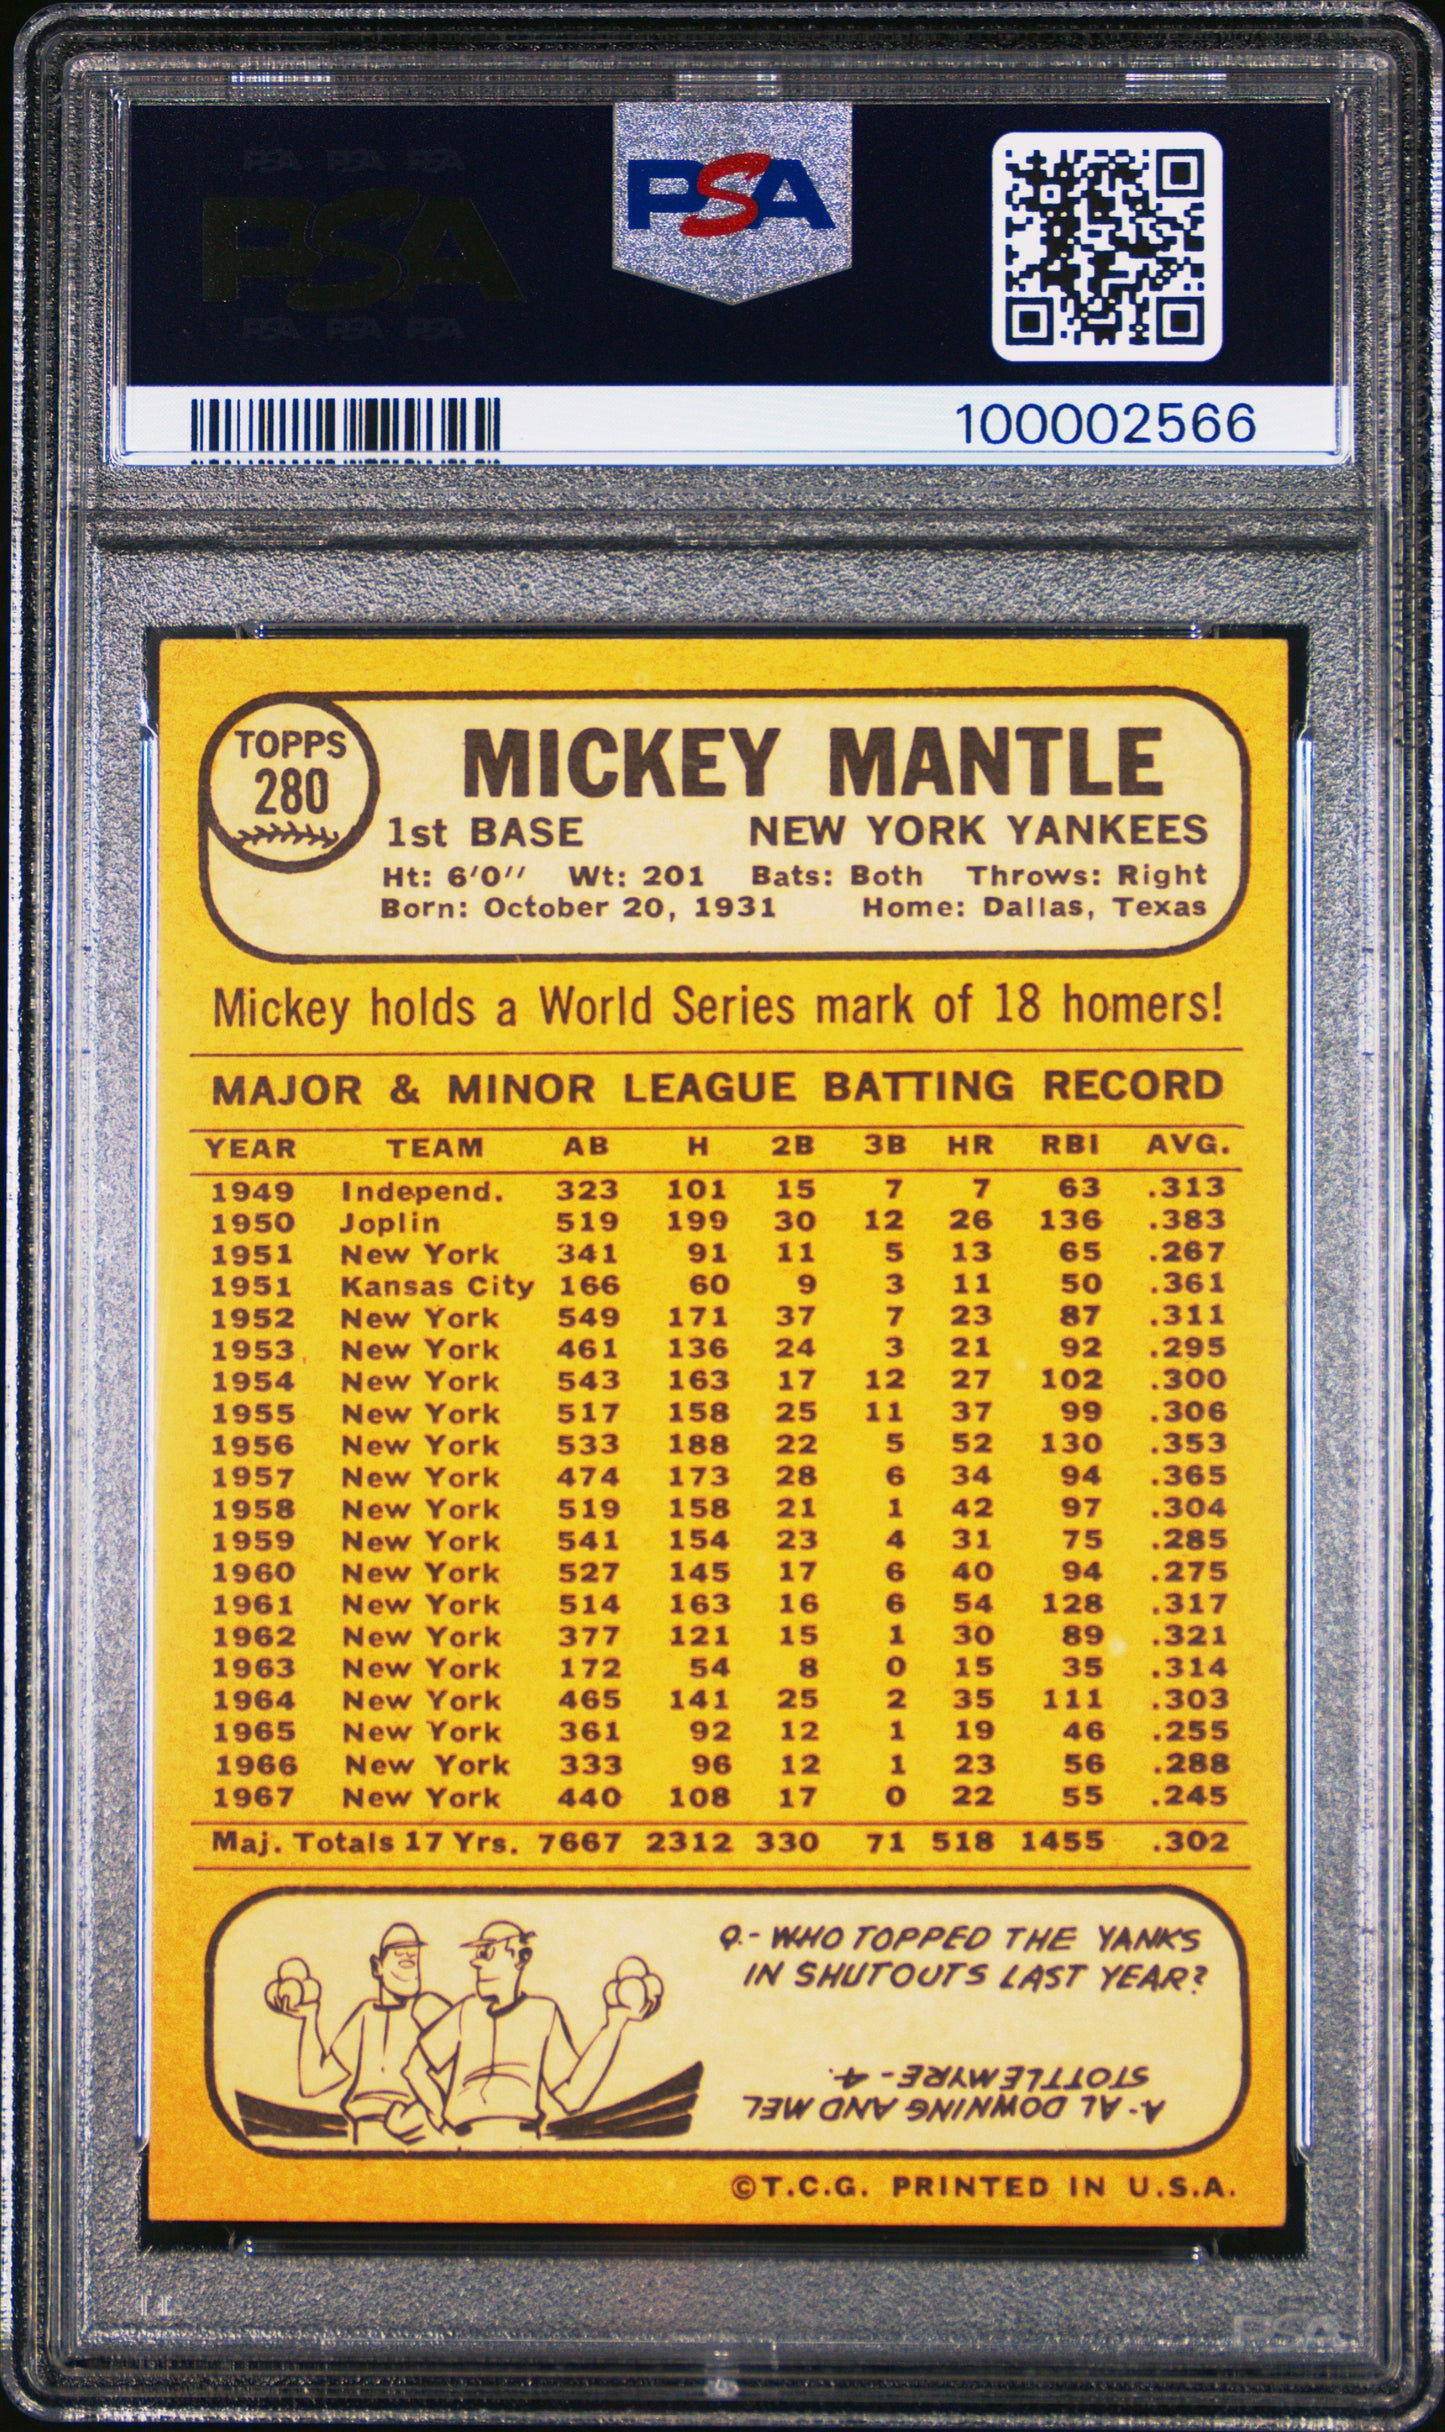 PSA PSA PSA
PSA
PSA PSA PSA
PSA
100002566
TOPPS
280
MICKEY MANTLE
1st BASE NEW YORK YANKEES
Ht: 6'0'' Wt: 201 Bats: Both Throws: Right
Born: October 20, 1931 Home: Dallas, Texas
Mickey holds a World Series mark of 18 homers!
MAJOR & MINOR LEAGUE BATTING RECORD
YEAR TEAM AB H 2B 3B HR RBI AVG.
1949 Independ. 323 101 15 7 7 63 .313
1950 Joplin 519 199 30 12 26 136 .383
1951 New York 341 91 11 5 13 65 .267
1951 Kansas City 166 60 9 3 11 50 .361
1952 New York 549 171 37 7 23 87 .311
1953 New York 461 136 24 3 21 92 .295
1954 New York 543 163 17 12 27 102 .300
1955 New York 517 158 25 11 37 99 .306
1956 New York 533 188 22 5 52 130 .353
1957 New York 474 173 28 6 34 94 .365
1958 New York 519 158 21 1 42 97 .304
1959 New York 541 154 23 4 31 75 .285
1960 New York 527 145 17 6 40 94 .275
1961 New York 514 163 16 6 54 128 .317
1962 New York 377 121 15 1 30 89 .321
1963 New York 172 54 8 0 15 35 .314
1964 New York 465 141 25 2 35 111 .303
1965 New York 361 92 12 1 19 46 .255
1966 New York 333 96 12 1 23 56 .288
1967 New York 440 108 17 0 22 55 .245
Maj. Totals 17 Yrs. 7667 2312 330 71 518 1455 .302
Q.- WHO TOPPED THE YANKS
IN SHUTOUTS LAST YEAR?
A.- AL DOWNING AND MEL
STOTTLEMYRE - 4.
©T.C.G. PRINTED IN U.S.A.
PSA